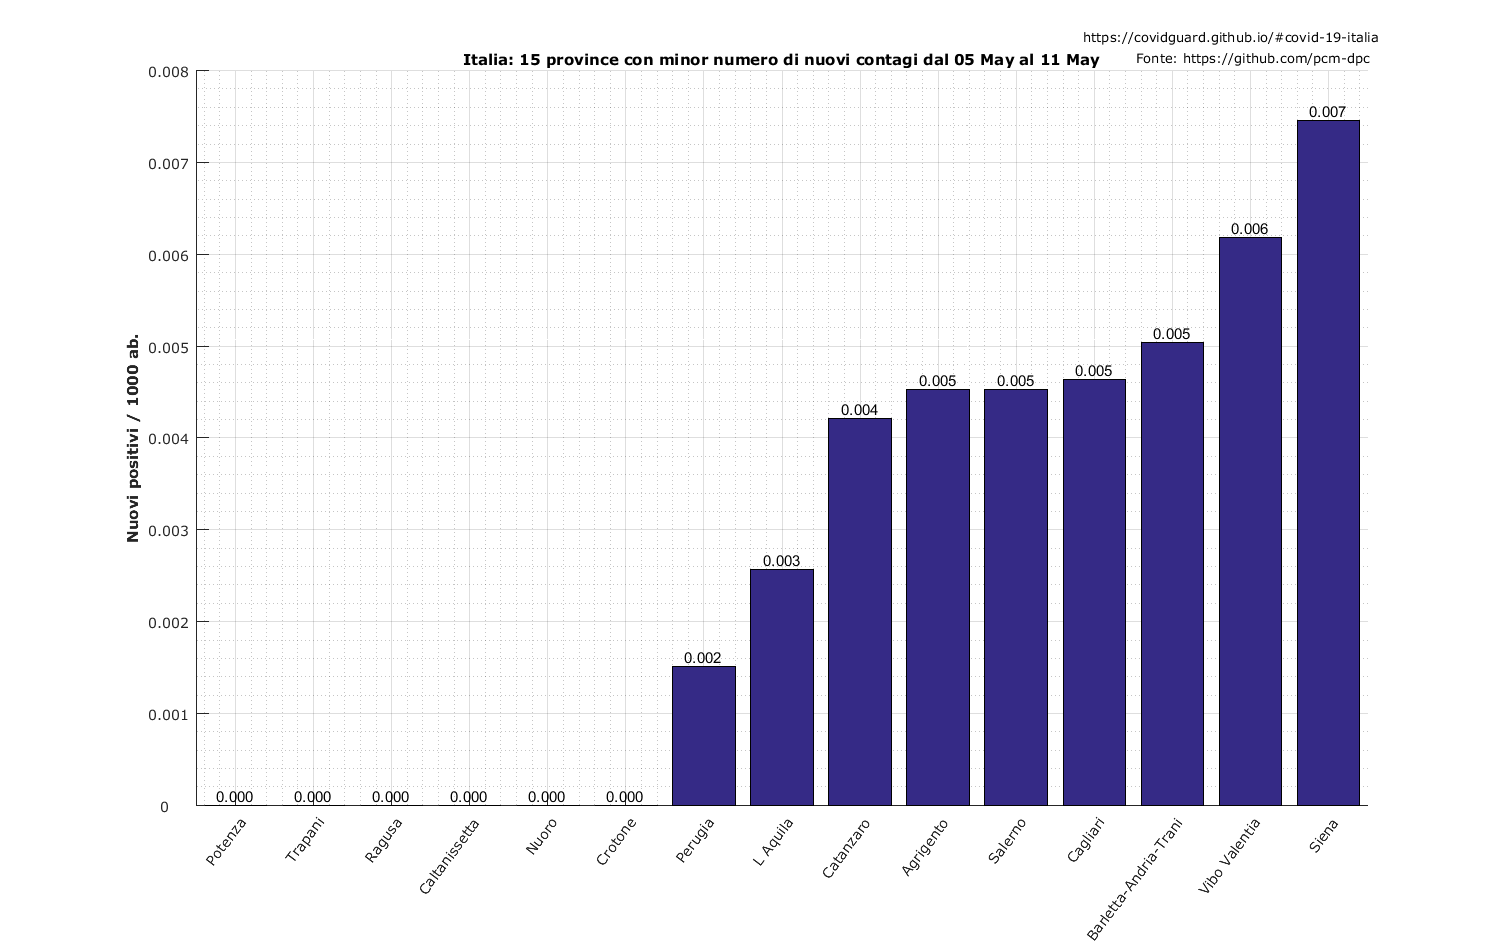 https://covidguard.github.io/#covid-19-italia
Italia: 15 province con minor numero di nuovi contagi dal 05 May al 11 May
Fonte: https://github.com/pcm-dpc
Nuovi positivi / 1000 ab.
0.008
0.007
0.006
0.005
0.004
0.003
0.002
0.001
0
0.000
0.000
0.000
0.000
0.000
0.000
0.002
0.003
0.004
0.005
0.005
0.005
0.005
0.006
0.007
Potenza
Trapani
Ragusa
Caltanissetta
Nuoro
Crotone
Perugia
L Aquila
Catanzaro
Agrigento
Salerno
Cagliari
Barletta-Andria-Trani
Vibo Valentia
Siena